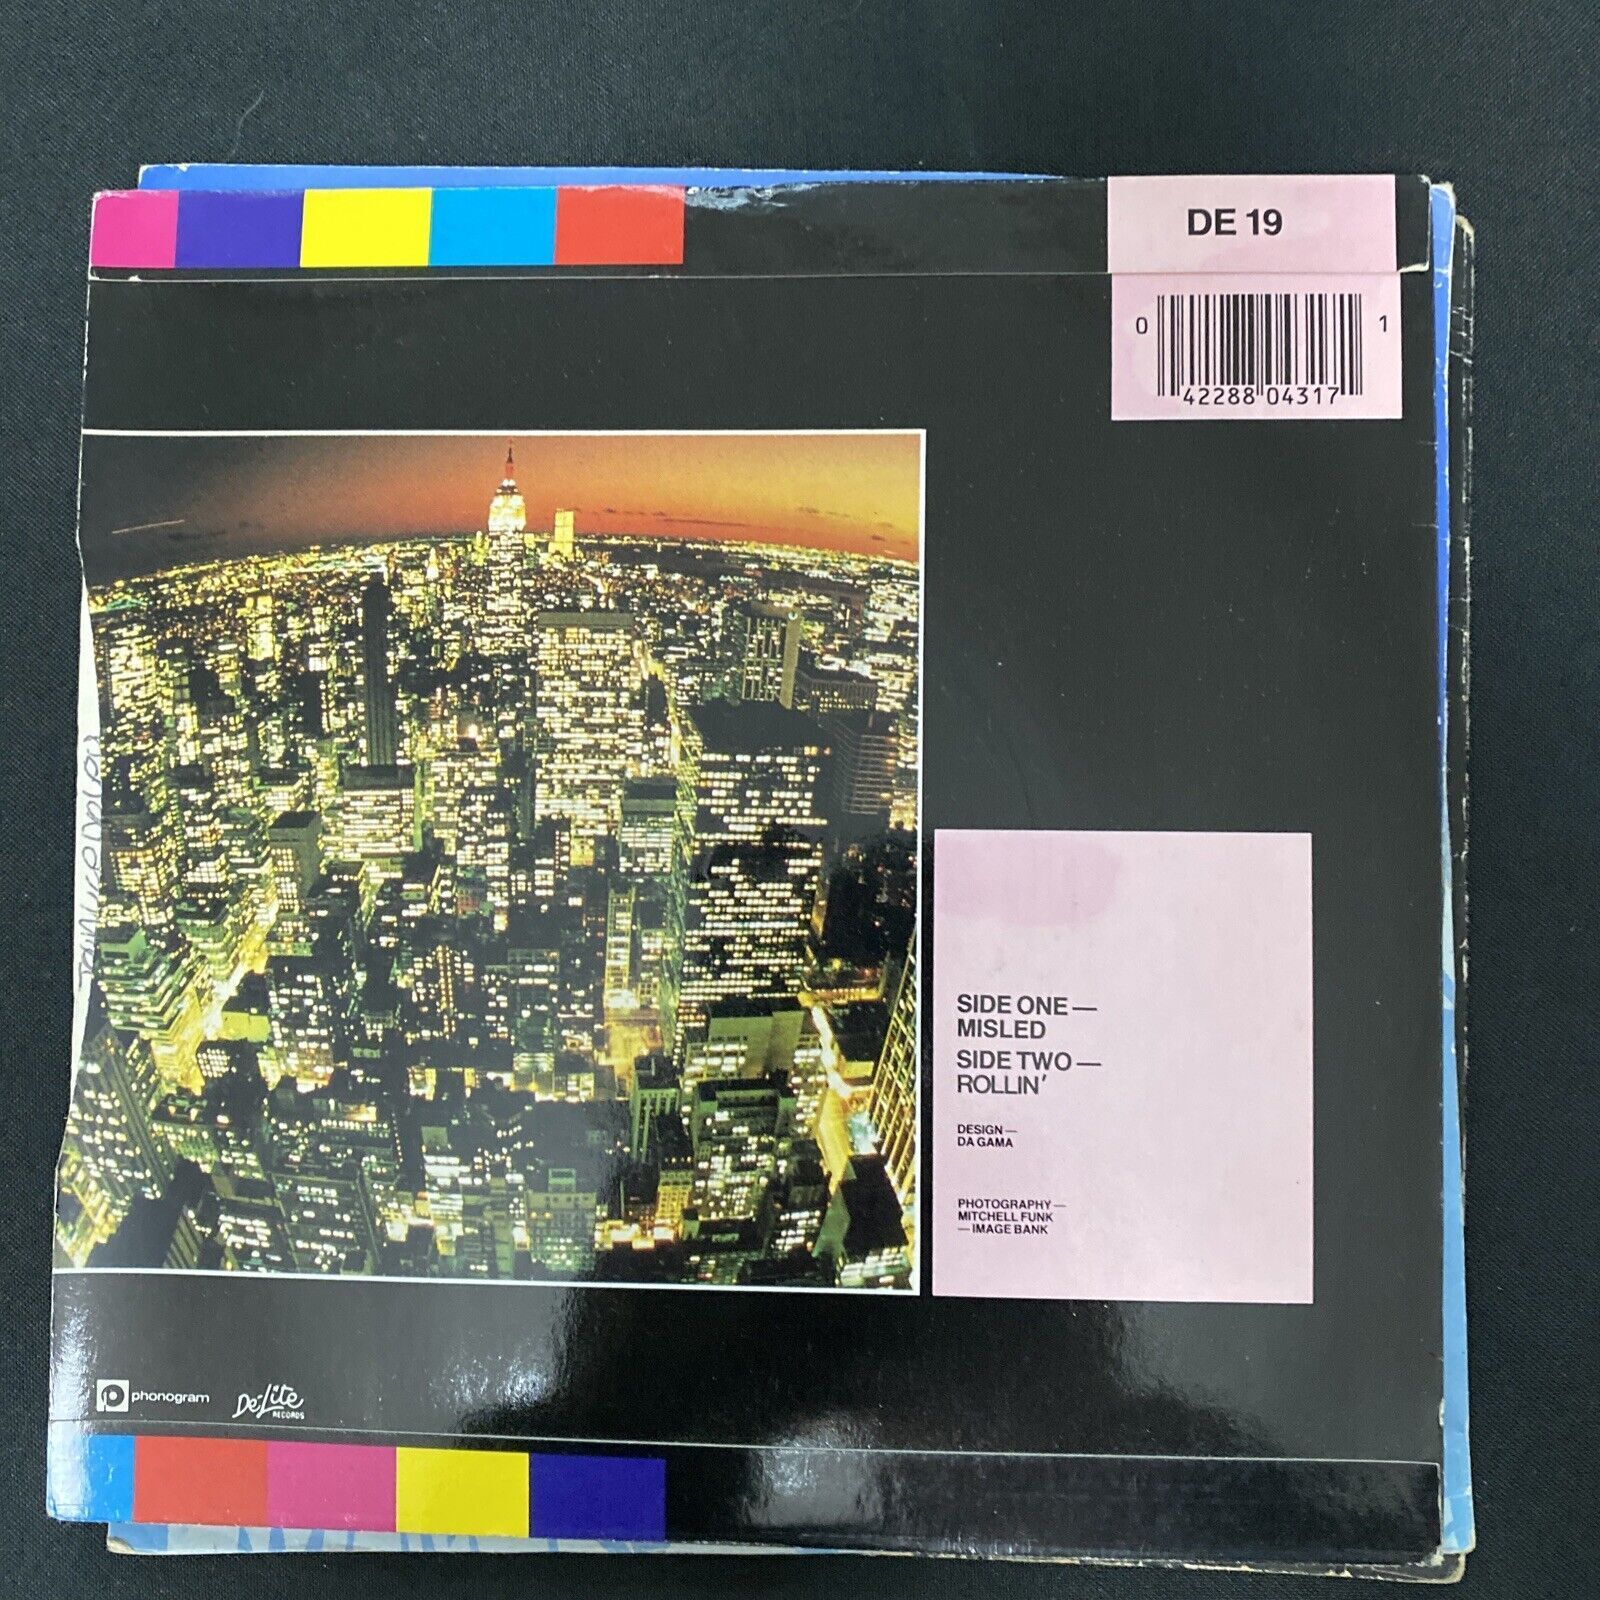 DE 19
0 42288 04317 1
SIDE ONE —
MISLED
SIDE TWO —
ROLLIN'
DESIGN —
DA GAMA
PHOTOGRAPHY —
MITCHELL FUNK
— IMAGE BANK
phonogram
De-Lite
RECORDS